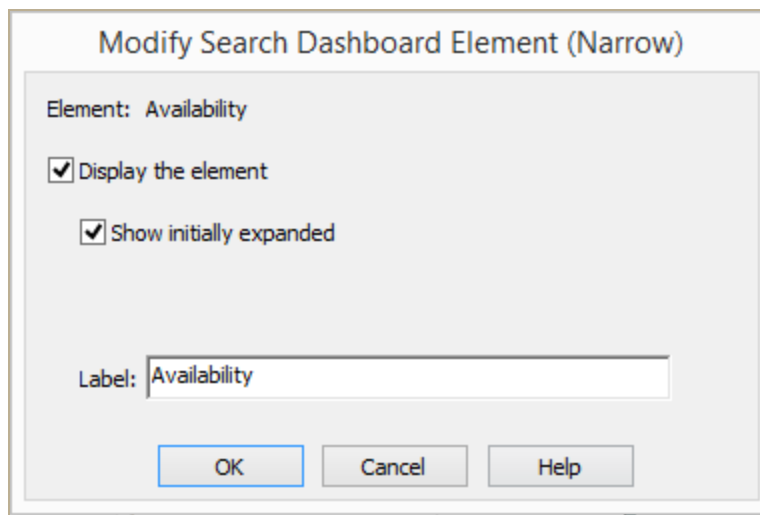 Modify Search Dashboard Element (Narrow)
Element: Availability
Display the element
Show initially expanded
Label: Availability
OK Cancel Help